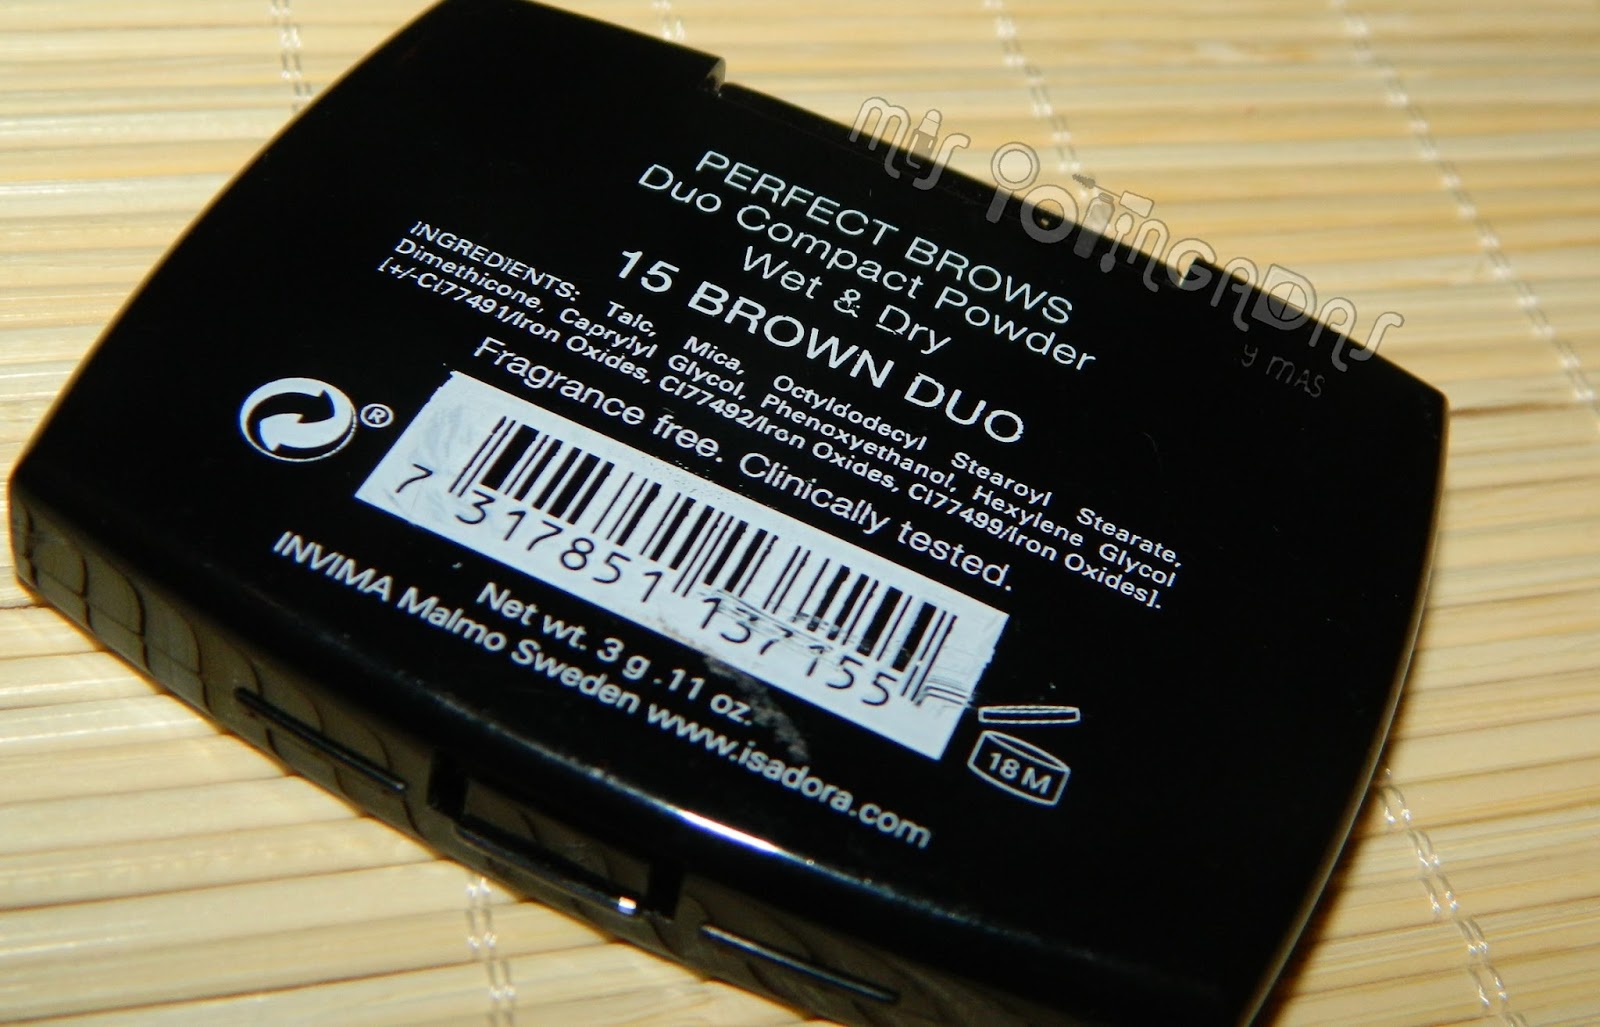 PERFECT BROWS
Duo Compact Powder
Wet & Dry
15 BROWN DUO
INGREDIENTS: Talc, Mica, Octyldodecyl Stearoyl Stearate,
Dimethicone, Caprylyl Glycol, Phenoxyethanol, Hexylene Glycol
[+/-CI77491/Iron Oxides, CI77492/Iron Oxides, CI77499/Iron Oxides].
Fragrance free. Clinically tested.
®
7 317851 137155
Net wt. 3 g .11 oz.
INVIMA Malmo Sweden www.isadora.com
18 M
mis POTINGADAS
y mAS